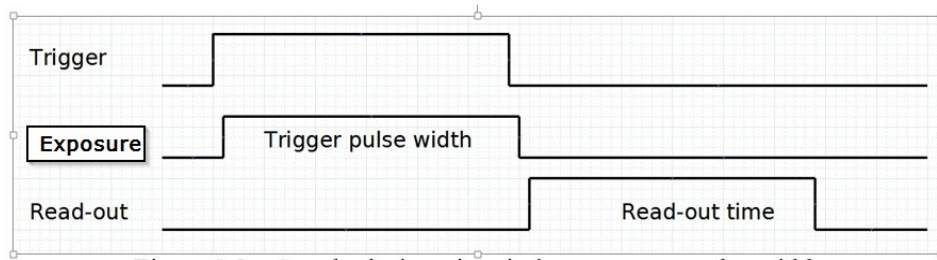 Trigger
Exposure
Trigger pulse width
Read-out
Read-out time